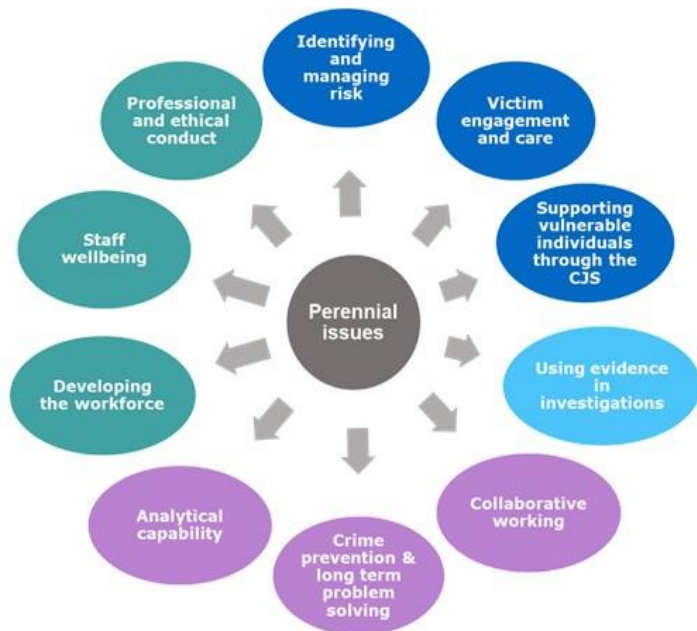 Identifying
and
managing
risk
Victim
engagement
and care
Supporting
vulnerable
individuals
through the
CJS
Using evidence
in
investigations
Collaborative
working
Crime
prevention &
long term
problem
solving
Analytical
capability
Developing
the workforce
Staff
wellbeing
Professional
and ethical
conduct
Perennial
issues